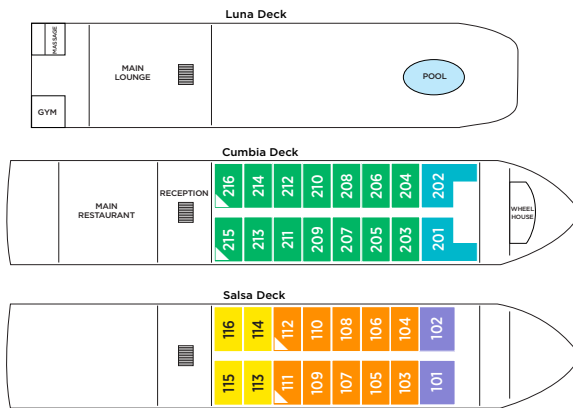 Luna Deck
MASSAGE
MAIN
LOUNGE
POOL
GYM
Cumbia Deck
216 214 212 210 208 206 204 202
MAIN
RESTAURANT
RECEPTION
WHEEL
HOUSE
215 213 211 209 207 205 203 201
Salsa Deck
116 114 112 110 108 106 104 102
115 113 111 109 107 105 103 101